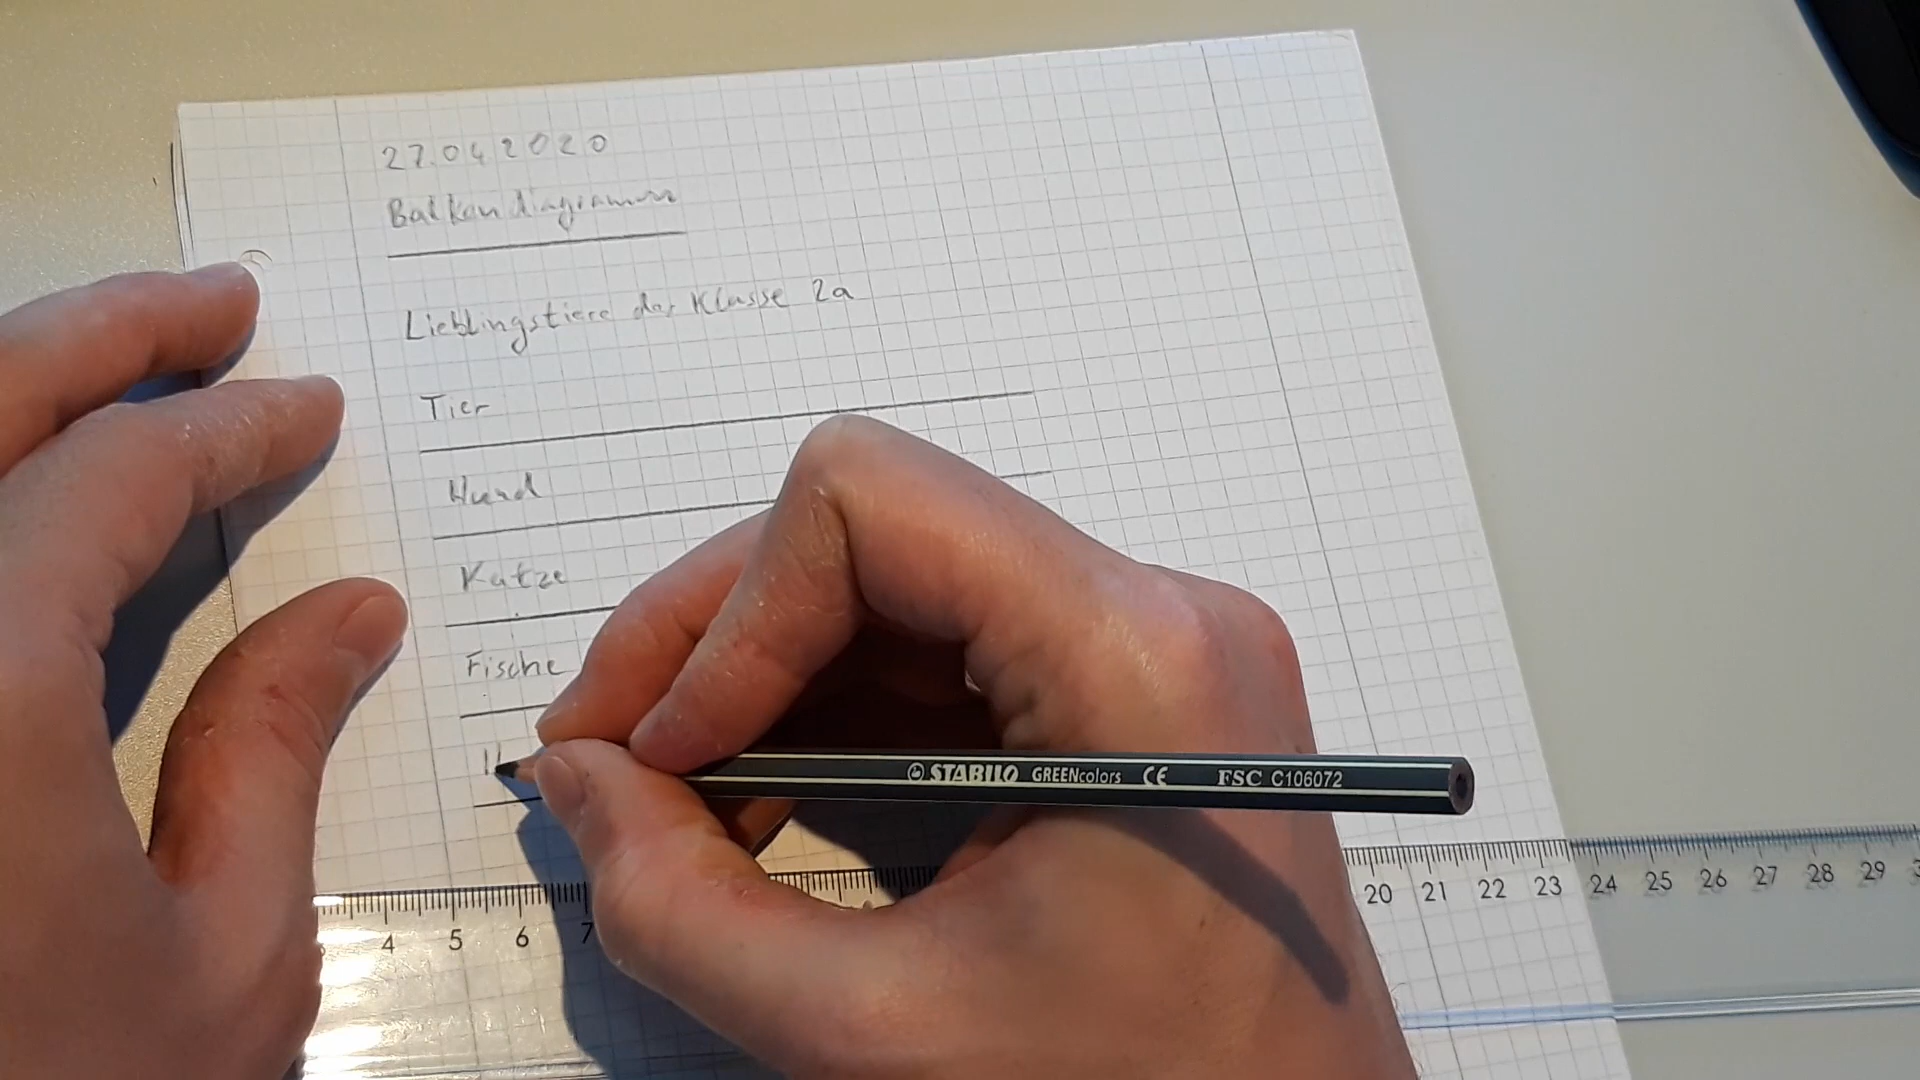 27.04.2020
Balkendiagramm
Lieblingstiere der Klasse 2a
Tier
Hund
Katze
Fische
STABILO GREENcolors CE FSC C106072
4 5 6 7 20 21 22 23 24 25 26 27 28 29